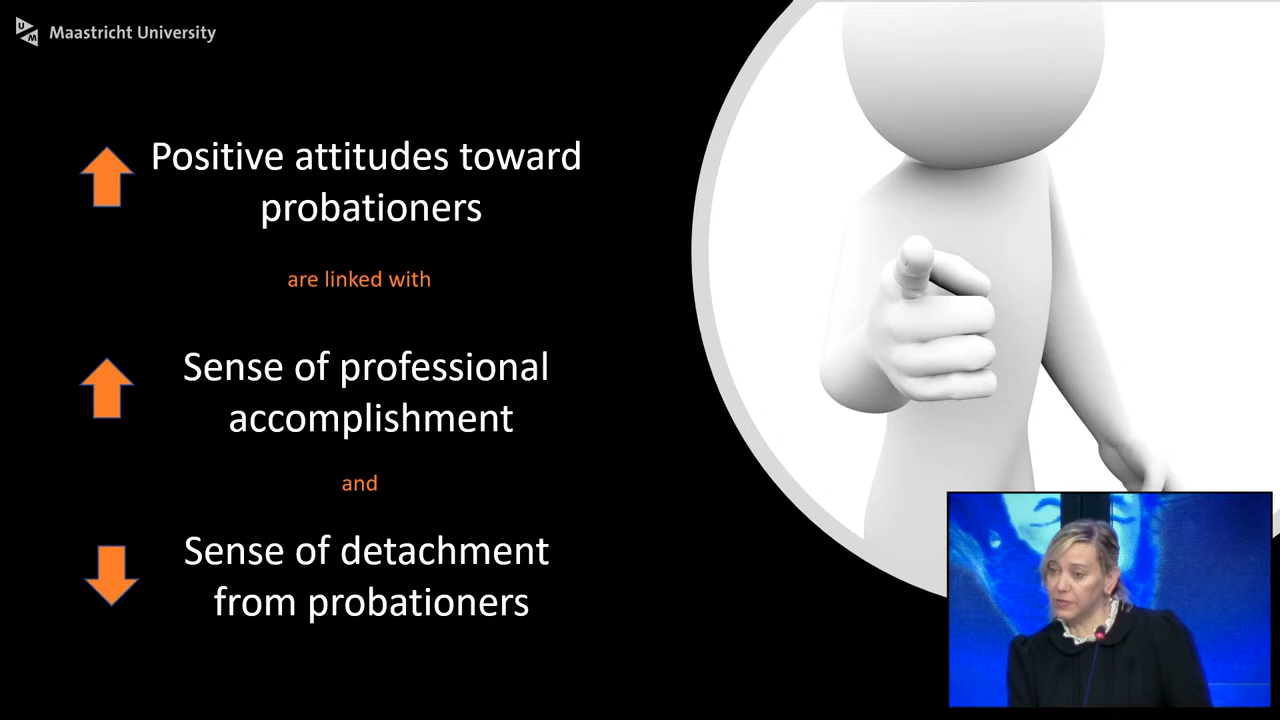 UM
Maastricht University
Positive attitudes toward
probationers
are linked with
Sense of professional
accomplishment
and
Sense of detachment
from probationers